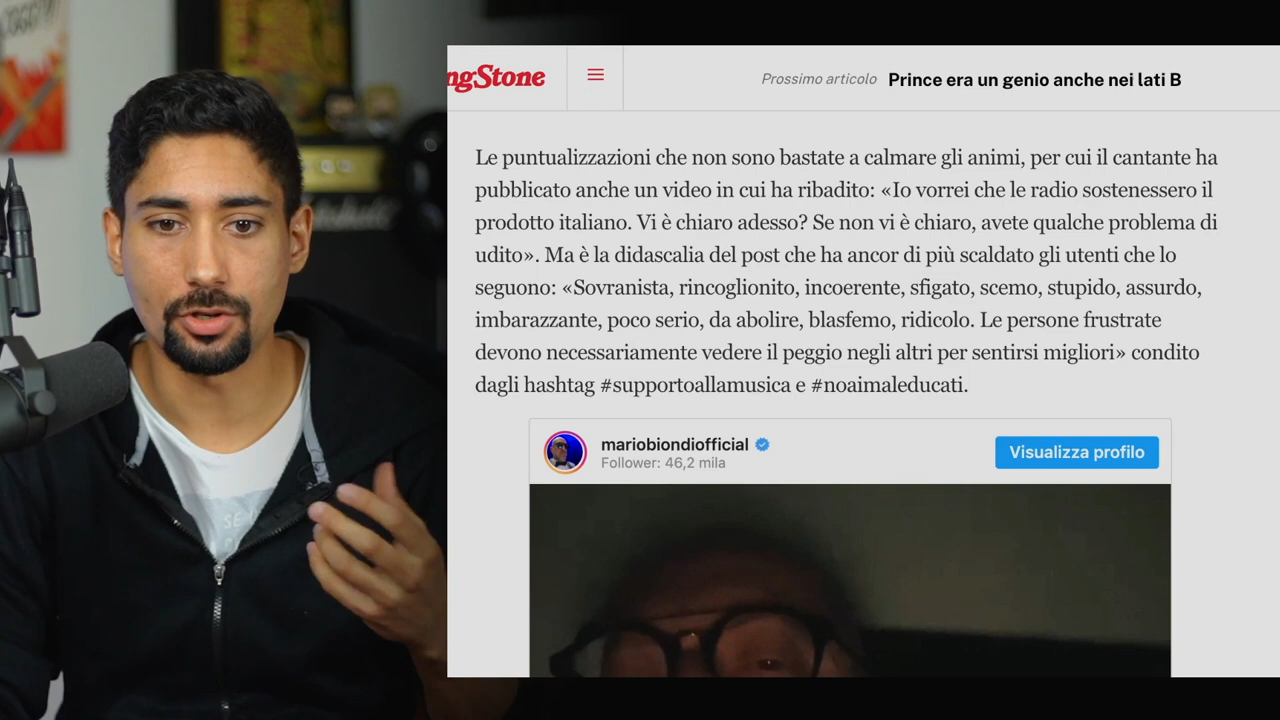 ngStone
Prossimo articolo Prince era un genio anche nei lati B
Le puntualizzazioni che non sono bastate a calmare gli animi, per cui il cantante ha
pubblicato anche un video in cui ha ribadito: «Io vorrei che le radio sostenessero il
prodotto italiano. Vi è chiaro adesso? Se non vi è chiaro, avete qualche problema di
udito». Ma è la didascalia del post che ha ancor di più scaldato gli utenti che lo
seguono: «Sovranista, rincoglionito, incoerente, sfigato, scemo, stupido, assurdo,
imbarazzante, poco serio, da abolire, blasfemo, ridicolo. Le persone frustrate
devono necessariamente vedere il peggio negli altri per sentirsi migliori» condito
dagli hashtag #supportoallamusica e #noaimaleducati.
mariobiondiofficial
Follower: 46,2 mila
Visualizza profilo
Marshall
SE